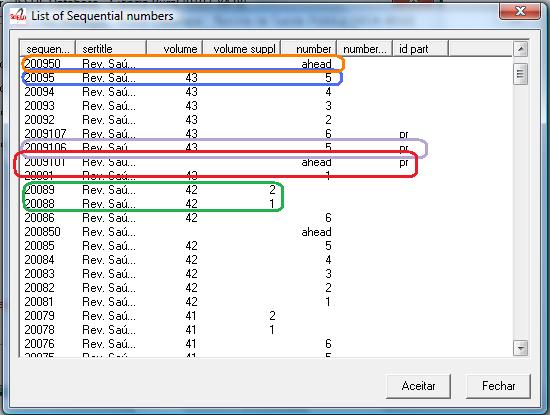 List of Sequential numbers
sequen... sertitle volume volume suppl number number... id part
200950 Rev. Saú... ahead
20095 Rev. Saú... 43 5
20094 Rev. Saú... 43 4
20093 Rev. Saú... 43 3
20092 Rev. Saú... 43 2
2009107 Rev. Saú... 43 6 pr
2009106 Rev. Saú... 43 5 pr
2009101 Rev. Saú... ahead pr
20091 Rev. Saú... 43 1
20089 Rev. Saú... 42 2
20088 Rev. Saú... 42 1
20086 Rev. Saú... 42 6
200850 Rev. Saú... ahead
20085 Rev. Saú... 42 5
20084 Rev. Saú... 42 4
20083 Rev. Saú... 42 3
20082 Rev. Saú... 42 2
20081 Rev. Saú... 42 1
20079 Rev. Saú... 41 2
20078 Rev. Saú... 41 1
20076 Rev. Saú... 41 6
20075 Rev. Saú... 41 5
Aceitar Fechar